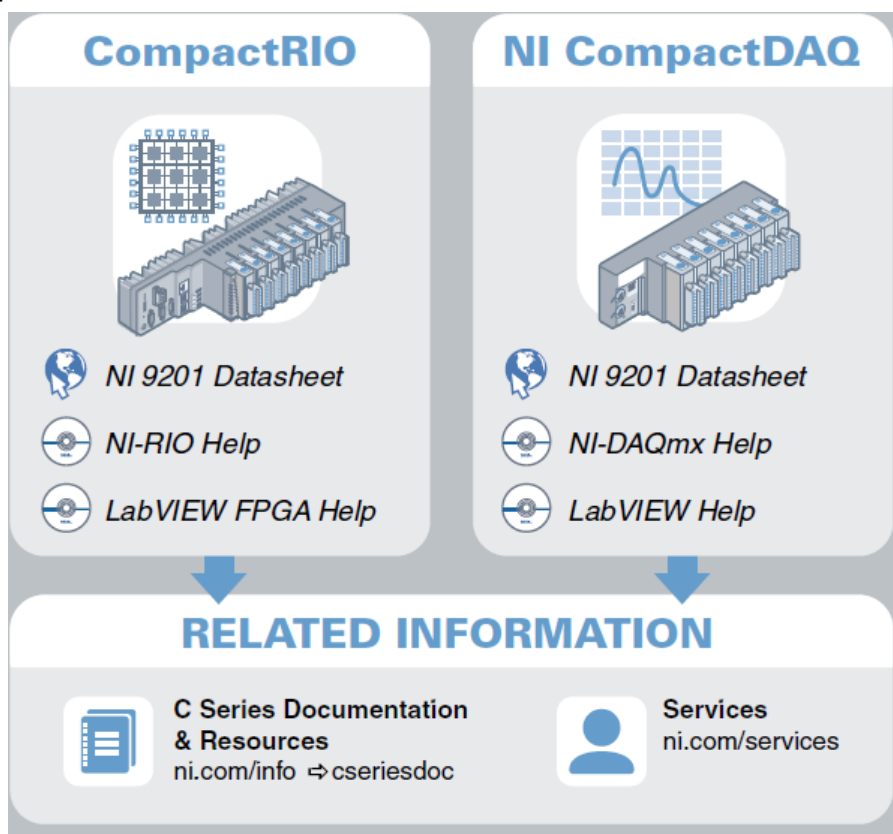 CompactRIO
NI 9201 Datasheet
NI-RIO Help
LabVIEW FPGA Help
NI CompactDAQ
NI 9201 Datasheet
NI-DAQmx Help
LabVIEW Help
RELATED INFORMATION
C Series Documentation
& Resources
ni.com/info ⇨cseriesdoc
Services
ni.com/services